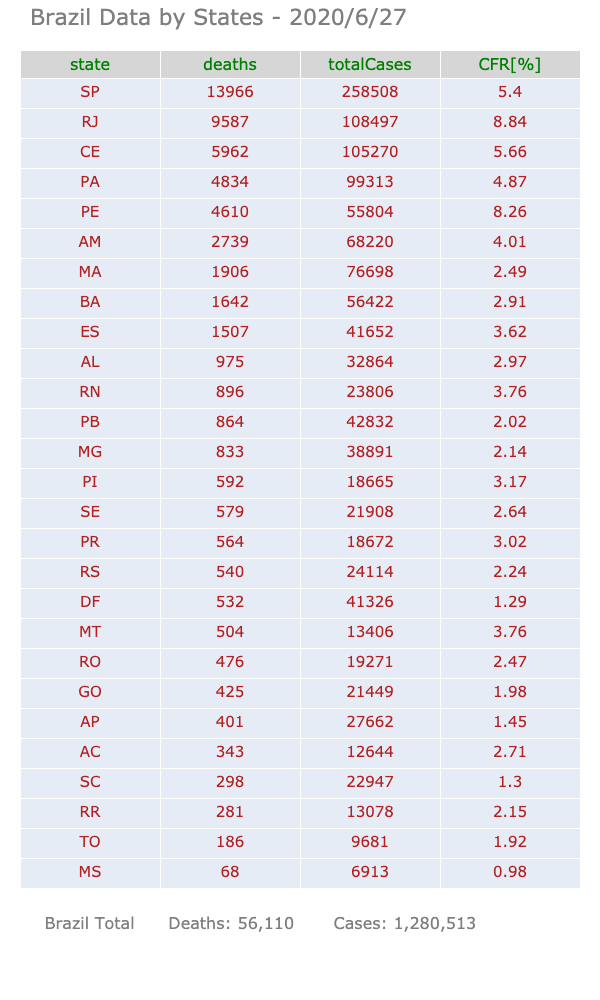 Brazil Data by States - 2020/6/27
state deaths totalCases CFR[%]
SP 13966 258508 5.4
RJ 9587 108497 8.84
CE 5962 105270 5.66
PA 4834 99313 4.87
PE 4610 55804 8.26
AM 2739 68220 4.01
MA 1906 76698 2.49
BA 1642 56422 2.91
ES 1507 41652 3.62
AL 975 32864 2.97
RN 896 23806 3.76
PB 864 42832 2.02
MG 833 38891 2.14
PI 592 18665 3.17
SE 579 21908 2.64
PR 564 18672 3.02
RS 540 24114 2.24
DF 532 41326 1.29
MT 504 13406 3.76
RO 476 19271 2.47
GO 425 21449 1.98
AP 401 27662 1.45
AC 343 12644 2.71
SC 298 22947 1.3
RR 281 13078 2.15
TO 186 9681 1.92
MS 68 6913 0.98
Brazil Total Deaths: 56,110 Cases: 1,280,513